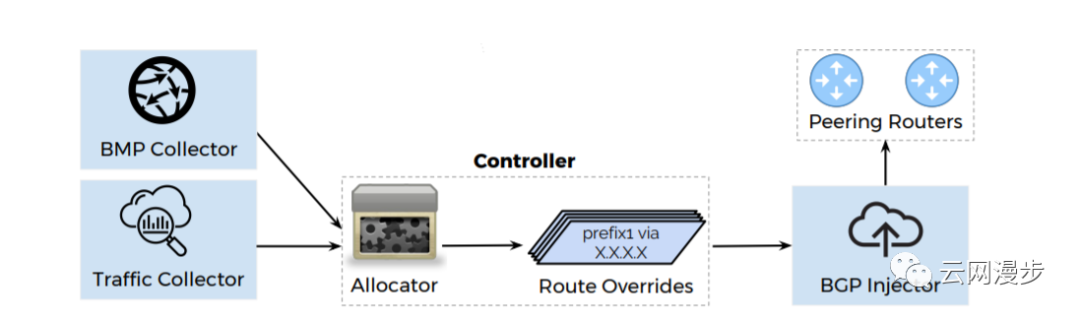 BMP Collector
Traffic Collector
Controller
Allocator
prefix1 via
X.X.X.X
Route Overrides
Peering Routers
BGP Injector
云网漫步